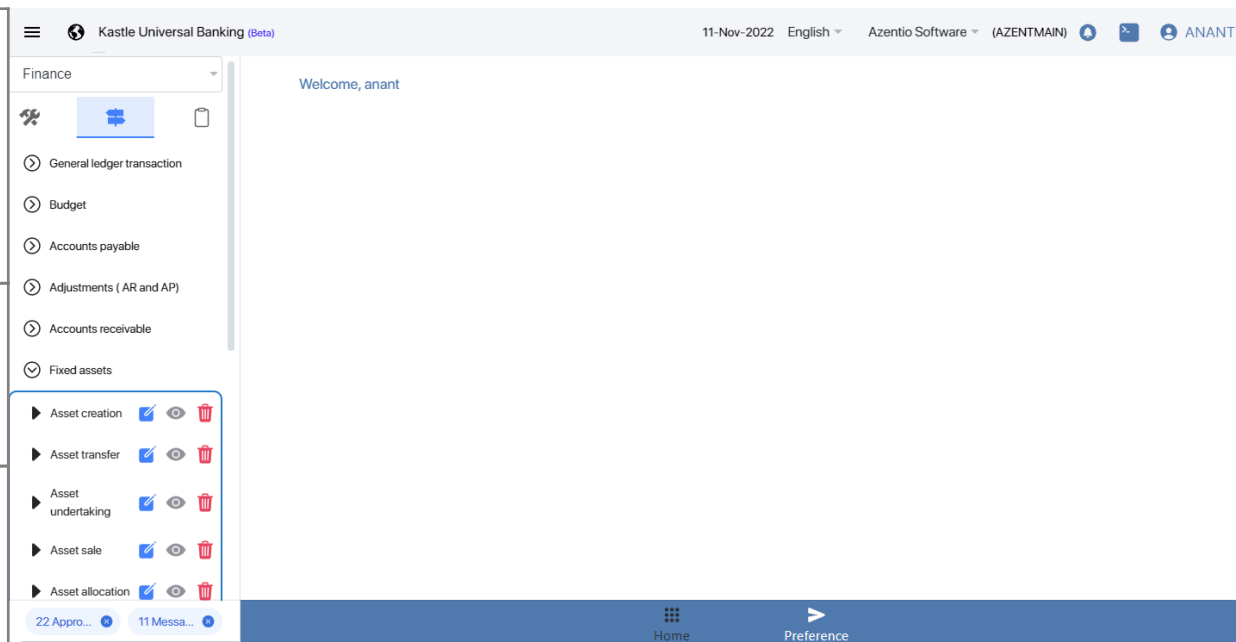 Kastle Universal Banking (Beta)
11-Nov-2022 English Azentio Software (AZENTMAIN) ANANT
Finance
Welcome, anant
General ledger transaction
Budget
Accounts payable
Adjustments ( AR and AP)
Accounts receivable
Fixed assets
Asset creation
Asset transfer
Asset
undertaking
Asset sale
Asset allocation
22 Appro... 11 Messa...
Home Preference